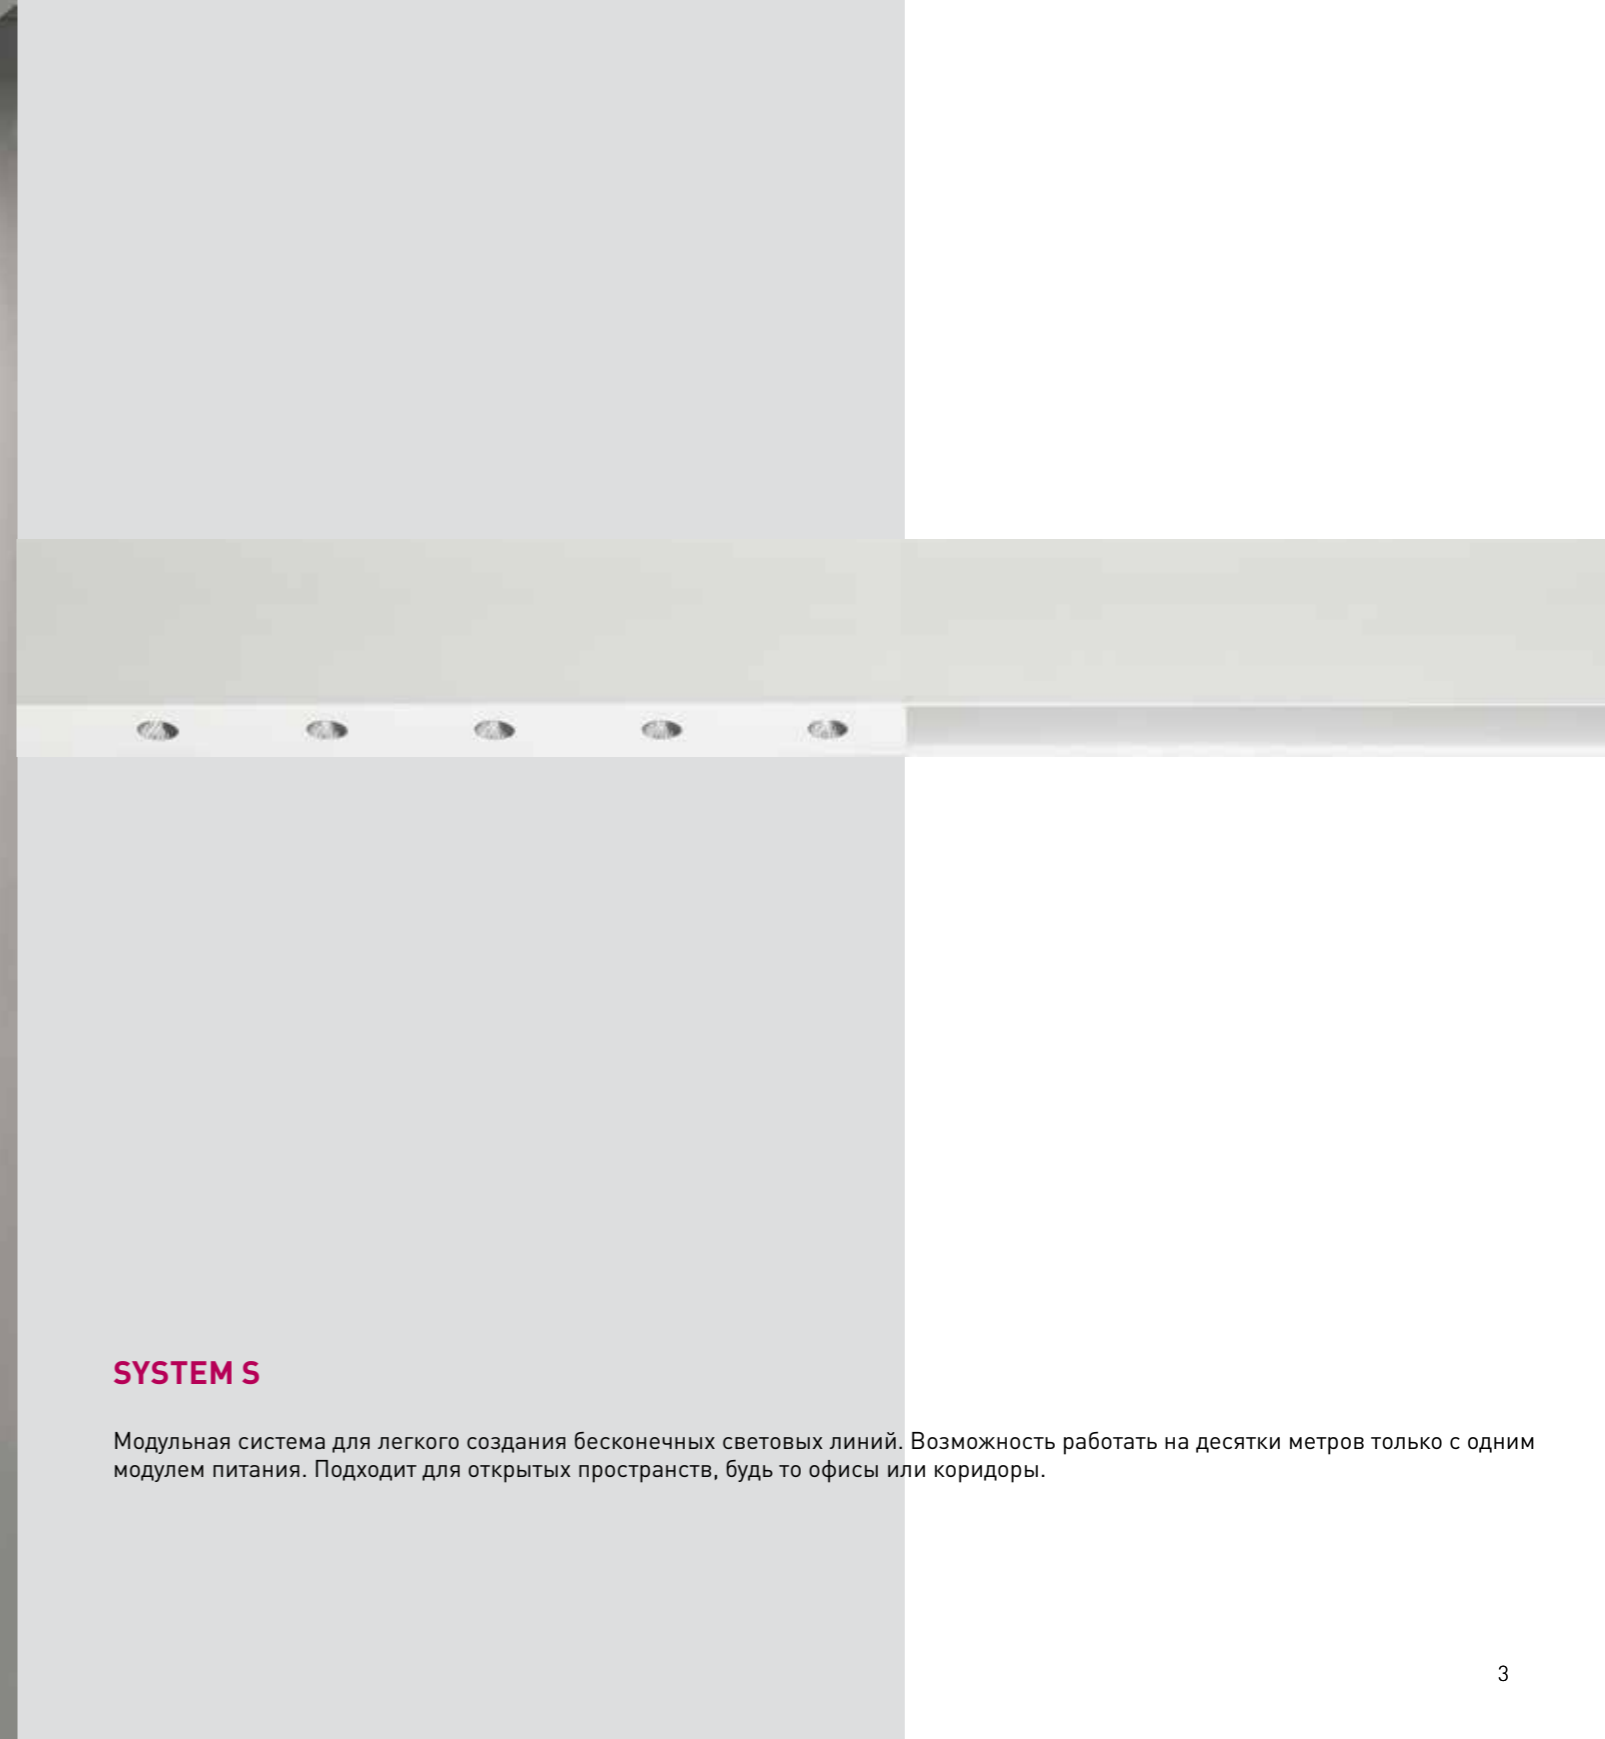 SYSTEM S
Модульная система для легкого создания бесконечных световых линий. Возможность работать на десятки метров только с одним
модулем питания. Подходит для открытых пространств, будь то офисы или коридоры.
3